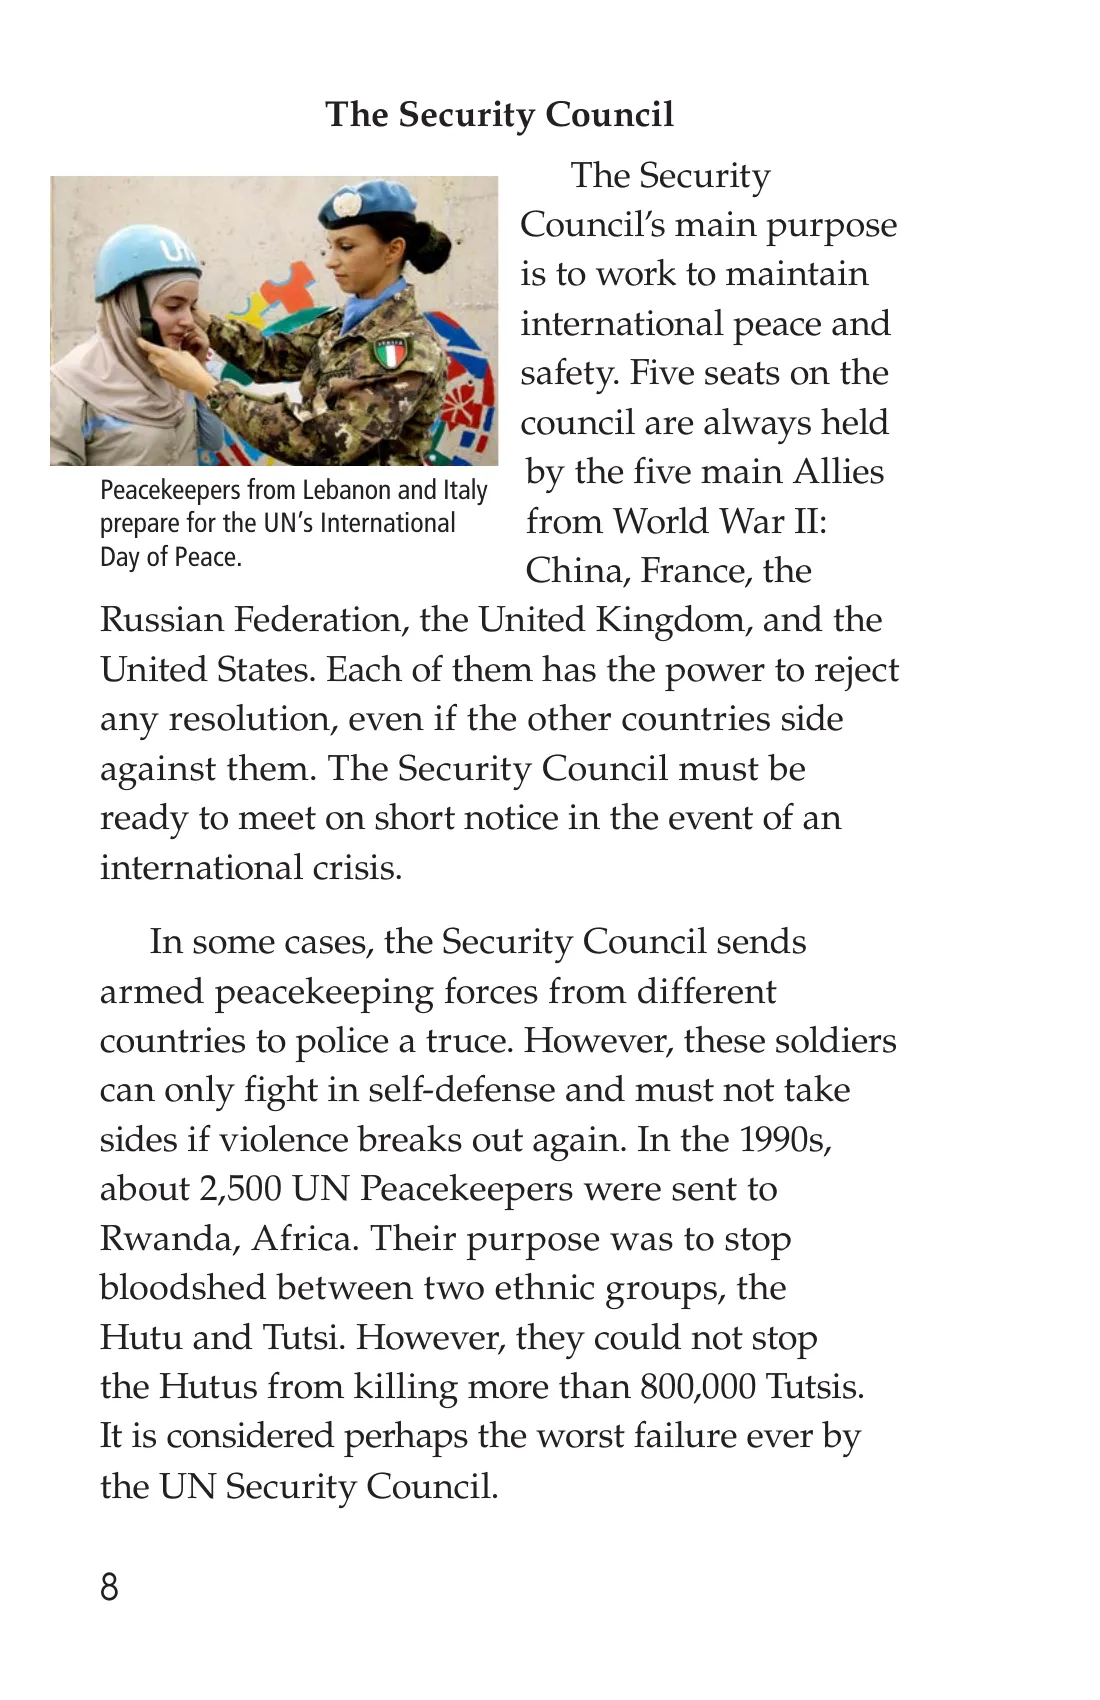 The Security Council
The Security
Council’s main purpose
is to work to maintain
international peace and
safety. Five seats on the
council are always held
by the five main Allies
from World War II:
China, France, the
UN
ITALIA
Peacekeepers from Lebanon and Italy
prepare for the UN’s International
Day of Peace.
Russian Federation, the United Kingdom, and the
United States. Each of them has the power to reject
any resolution, even if the other countries side
against them. The Security Council must be
ready to meet on short notice in the event of an
international crisis.
In some cases, the Security Council sends
armed peacekeeping forces from different
countries to police a truce. However, these soldiers
can only fight in self-defense and must not take
sides if violence breaks out again. In the 1990s,
about 2,500 UN Peacekeepers were sent to
Rwanda, Africa. Their purpose was to stop
bloodshed between two ethnic groups, the
Hutu and Tutsi. However, they could not stop
the Hutus from killing more than 800,000 Tutsis.
It is considered perhaps the worst failure ever by
the UN Security Council.
8